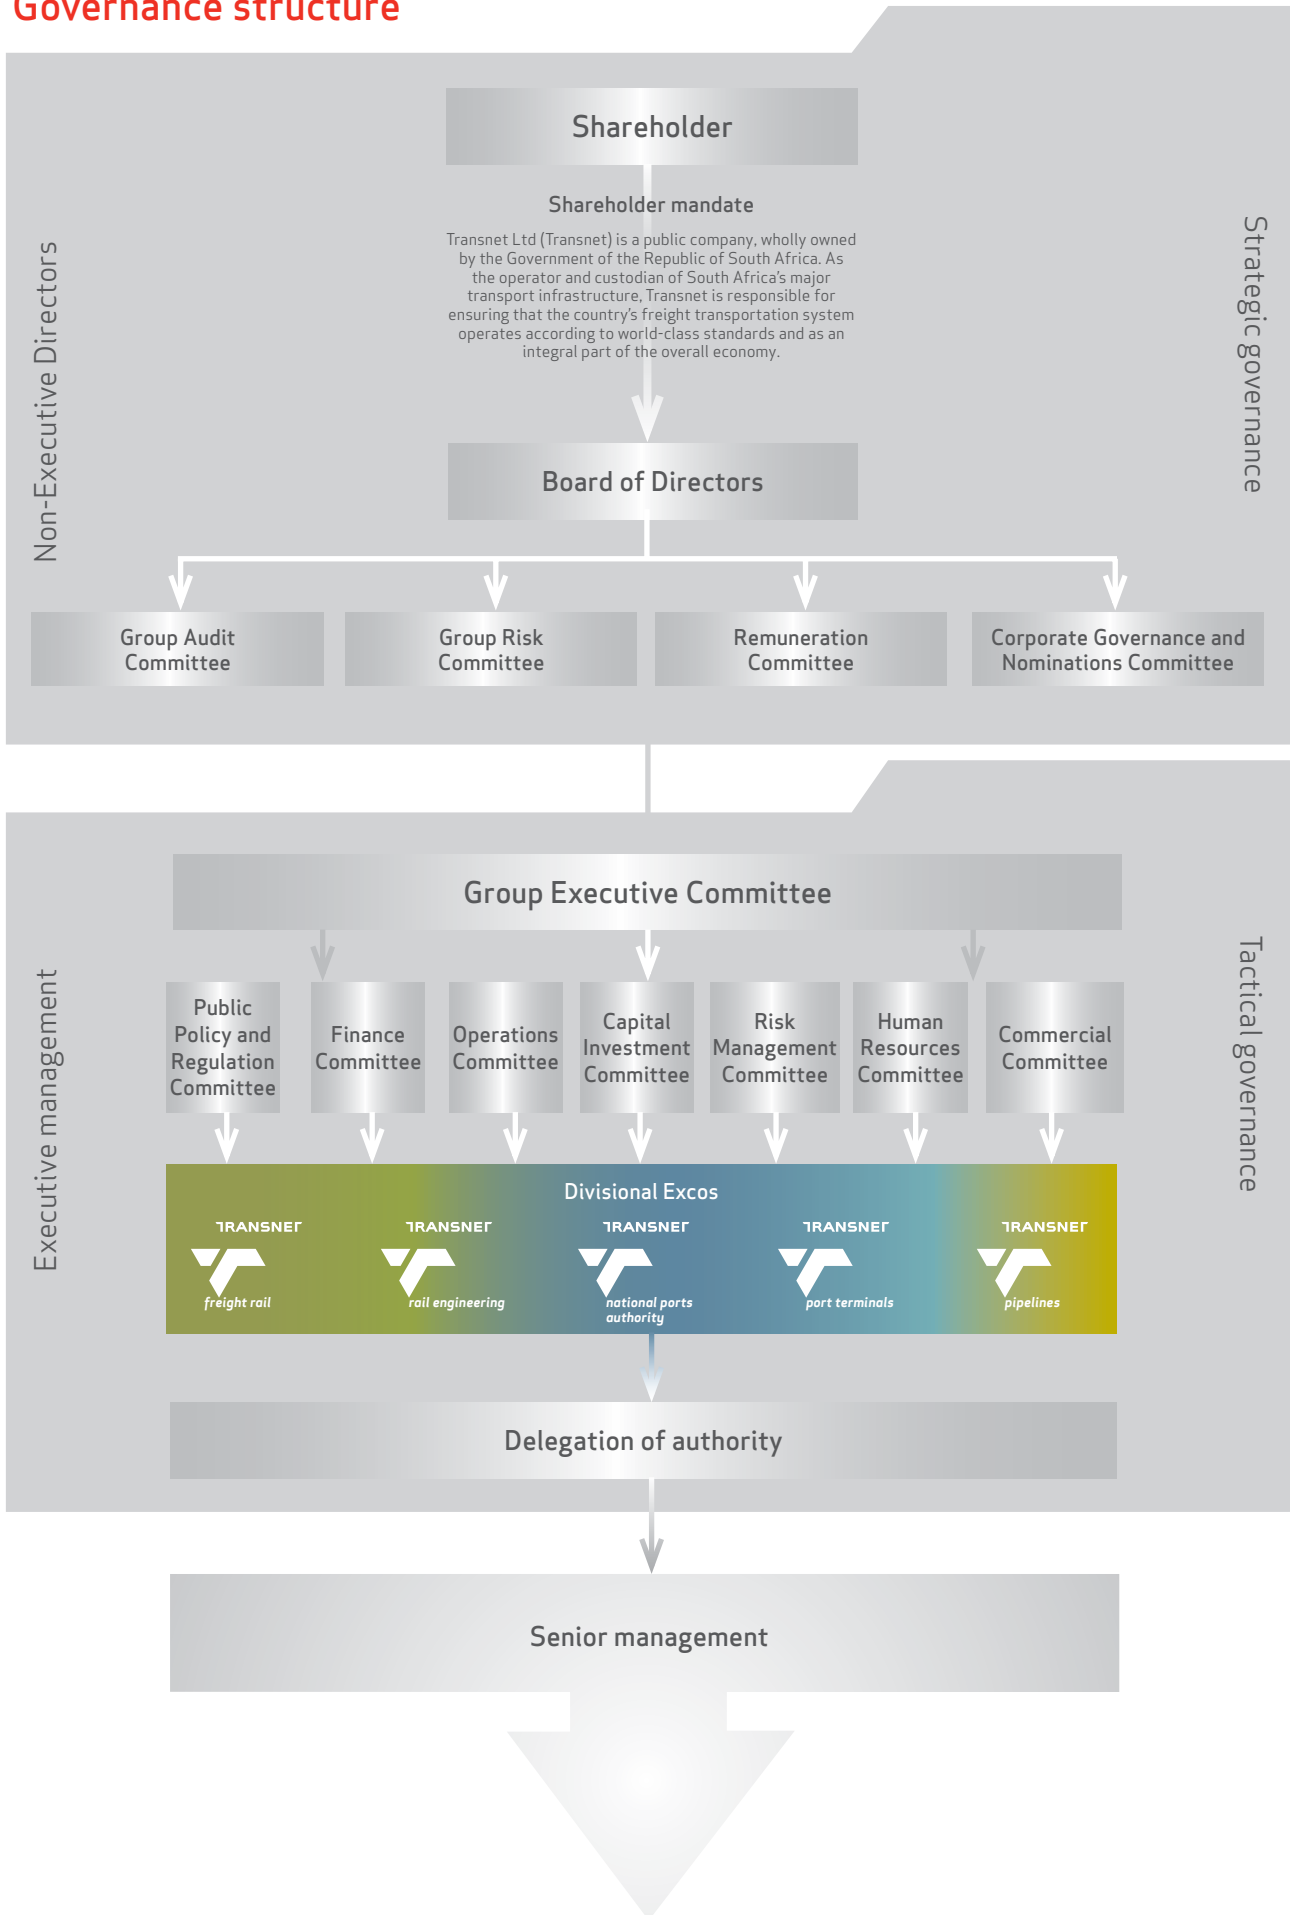 Governance structure
Shareholder
Shareholder mandate
Transnet Ltd (Transnet) is a public company, wholly owned
by the Government of the Republic of South Africa. As
the operator and custodian of South Africa's major
transport infrastructure, Transnet is responsible for
ensuring that the country's freight transportation system
operates according to world-class standards and as an
integral part of the overall economy.
Non-Executive Directors
Strategic governance
Board of Directors
Group Audit
Committee
Group Risk
Committee
Remuneration
Committee
Corporate Governance and
Nominations Committee
Executive management
Tactical governance
Group Executive Committee
Public
Policy and
Regulation
Committee
Finance
Committee
Operations
Committee
Capital
Investment
Committee
Risk
Management
Committee
Human
Resources
Committee
Commercial
Committee
Divisional Excos
TRANSNET
freight rail
TRANSNET
rail engineering
TRANSNET
national ports
authority
TRANSNET
port terminals
TRANSNET
pipelines
Delegation of authority
Senior management